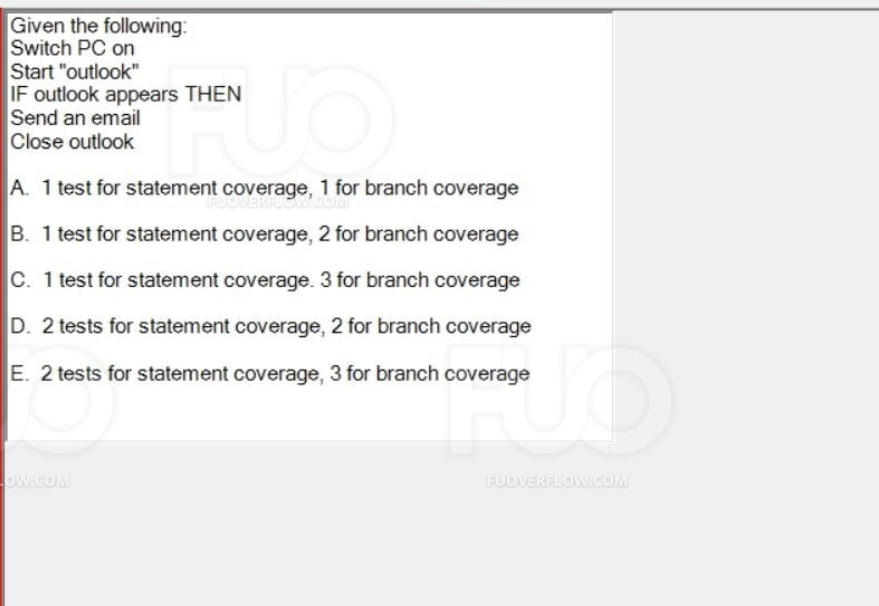 Given the following:
Switch PC on
Start "outlook"
IF outlook appears THEN
Send an email
Close outlook
A. 1 test for statement coverage, 1 for branch coverage
FUOVERFLOW.COM
B. 1 test for statement coverage, 2 for branch coverage
C. 1 test for statement coverage. 3 for branch coverage
D. 2 tests for statement coverage, 2 for branch coverage
E. 2 tests for statement coverage, 3 for branch coverage
FUO
FUO
LOW.COM
FUOVERFLOW.COM